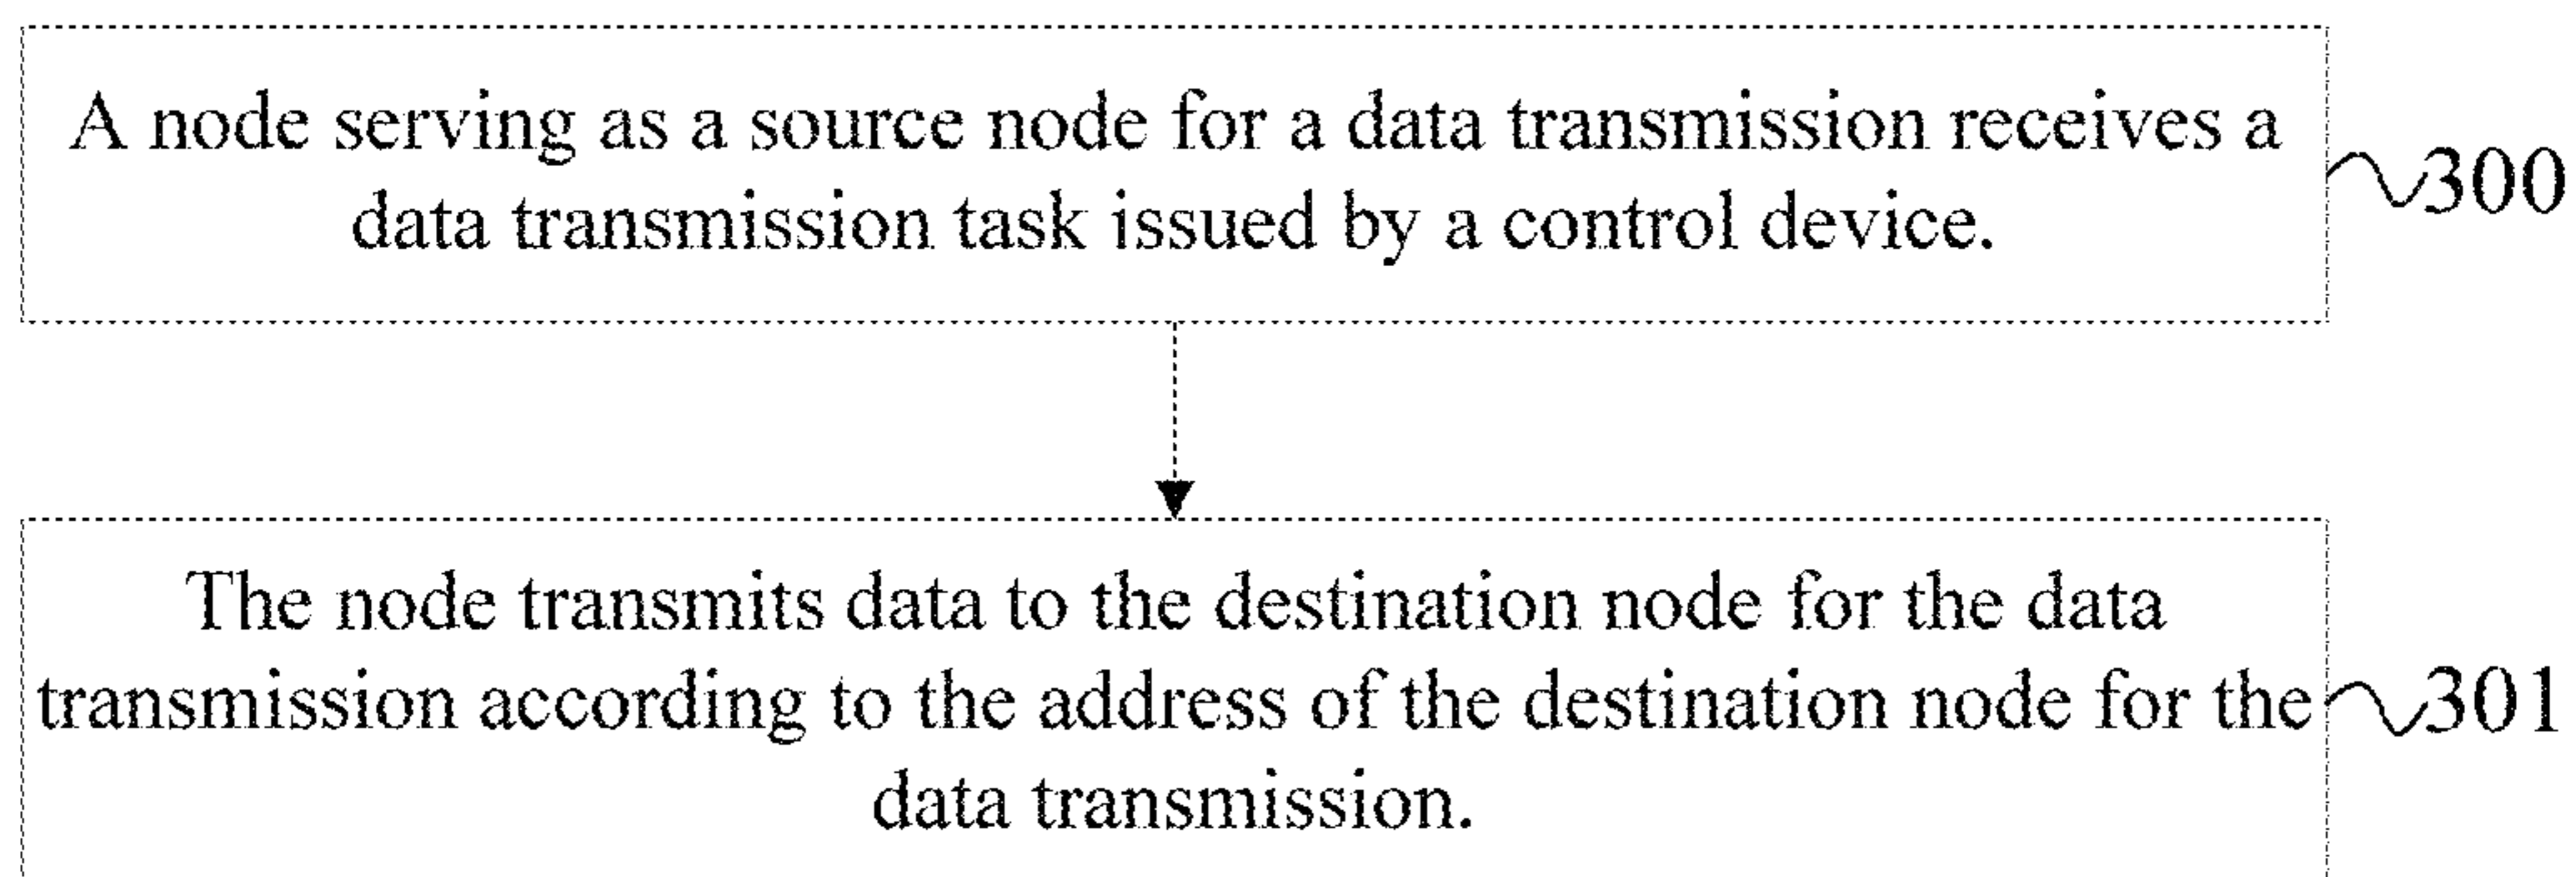 A node serving as a source node for a data transmission receives a
data transmission task issued by a control device.
300
The node transmits data to the destination node for the data
transmission according to the address of the destination node for the
data transmission.
301